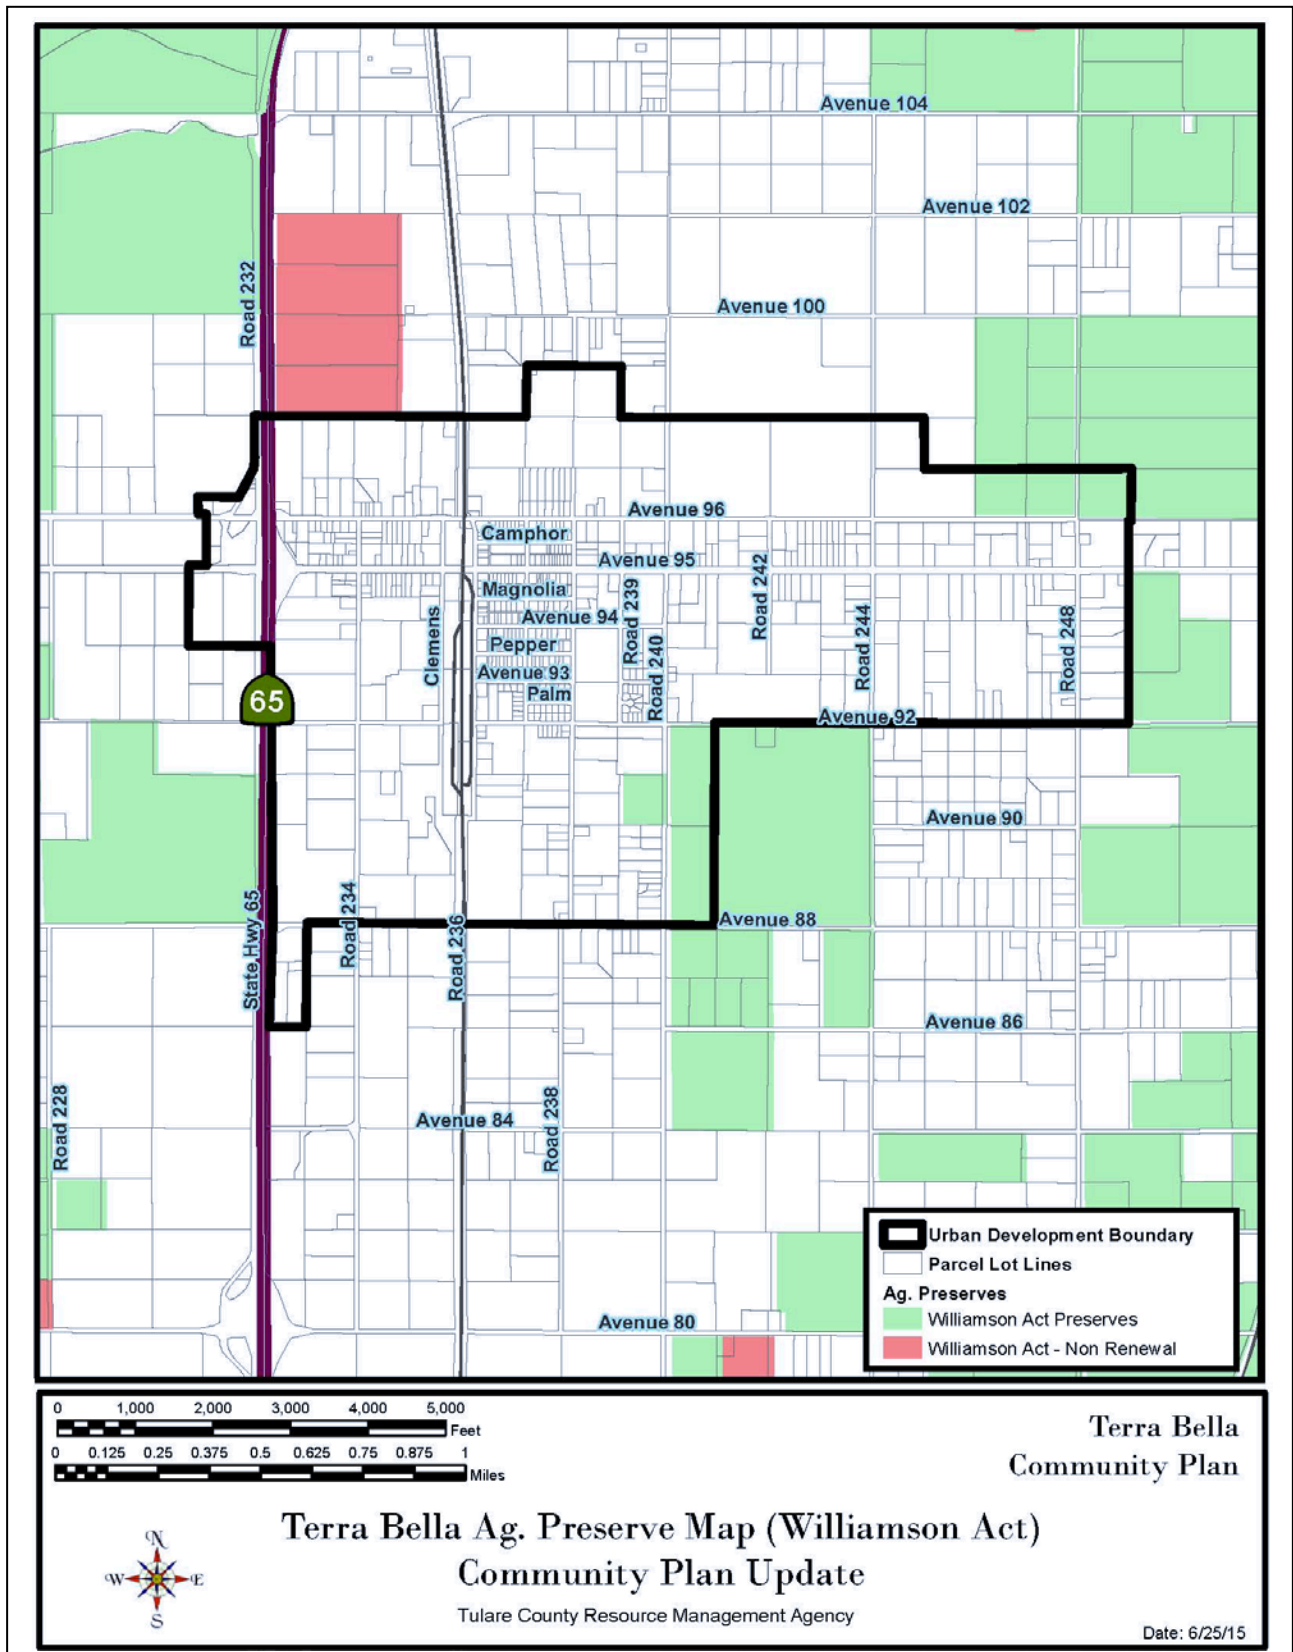 Avenue 104
Avenue 102
Road 232
Avenue 100
Avenue 96
Camphor
Avenue 95
Magnolia
Road 242
Road 239
Avenue 94
Clemens
Road 244
Road 248
Pepper
Road 240
Avenue 93
Palm
65
Avenue 92
Avenue 90
State Hwy 65
Road 234
Road 236
Avenue 88
Avenue 86
Road 228
Avenue 84
Road 238
Avenue 80
Urban Development Boundary
Parcel Lot Lines
Ag. Preserves
Williamson Act Preserves
Williamson Act - Non Renewal
0 1,000 2,000 3,000 4,000 5,000
Feet
0 0.125 0.25 0.375 0.5 0.625 0.75 0.875 1
Miles
Terra Bella
Community Plan
Terra Bella Ag. Preserve Map (Williamson Act)
Community Plan Update
Tulare County Resource Management Agency
N
W E
S
Date: 6/25/15